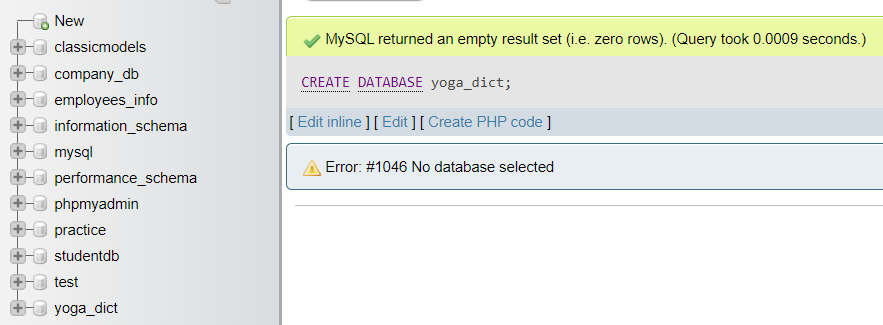 New
classicmodels
company_db
employees_info
information_schema
mysql
performance_schema
phpmyadmin
practice
studentdb
test
yoga_dict
MySQL returned an empty result set (i.e. zero rows). (Query took 0.0009 seconds.)
CREATE DATABASE yoga_dict;
[ Edit inline ] [ Edit ] [ Create PHP code ]
Error: #1046 No database selected